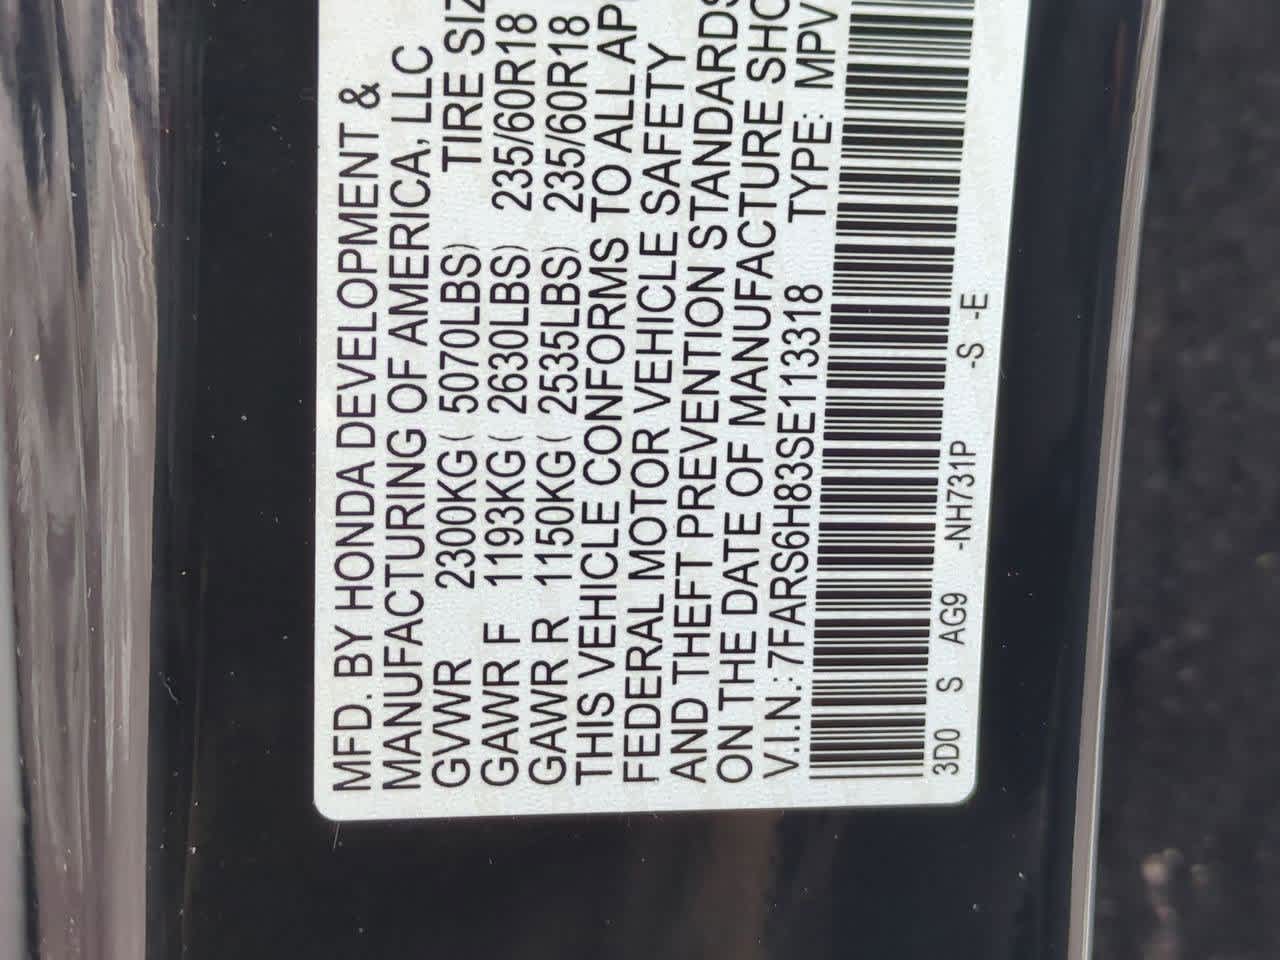 MFD. BY HONDA DEVELOPMENT &
MANUFACTURING OF AMERICA, LLC
GVWR 2300KG( 5070LBS) TIRE SIZ
GAWR F 1193KG( 2630LBS) 235/60R18
GAWR R 1150KG( 2535LBS) 235/60R18
THIS VEHICLE CONFORMS TO ALL AP
FEDERAL MOTOR VEHICLE SAFETY
AND THEFT PREVENTION STANDARDS
ON THE DATE OF MANUFACTURE SHO
V.I.N.: 7FARS6H83SE113318 TYPE: MPV
3D0 S AG9 -NH731P -S -E